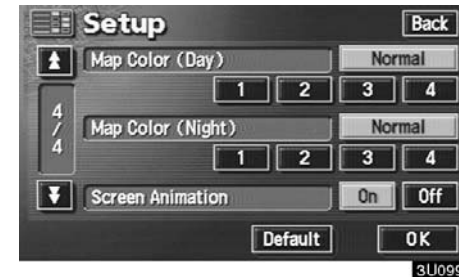 Setup
Back
Map Color (Day)
Normal
1 2 3 4
4/4
Map Color (Night)
Normal
1 2 3 4
Screen Animation
On Off
Default
OK
3U099